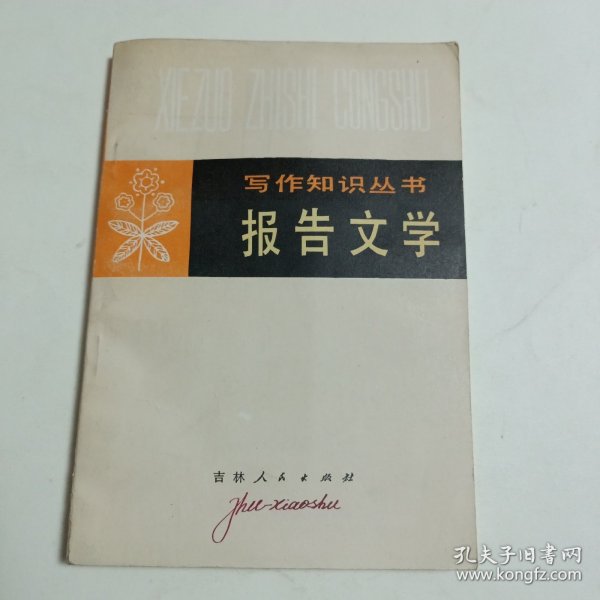 XIEZUO ZHISHI CONGSHU
写作知识丛书
报告文学
吉林人民出版社
zhu-xiaoshu
孔夫子旧书网
www.kongfz.com